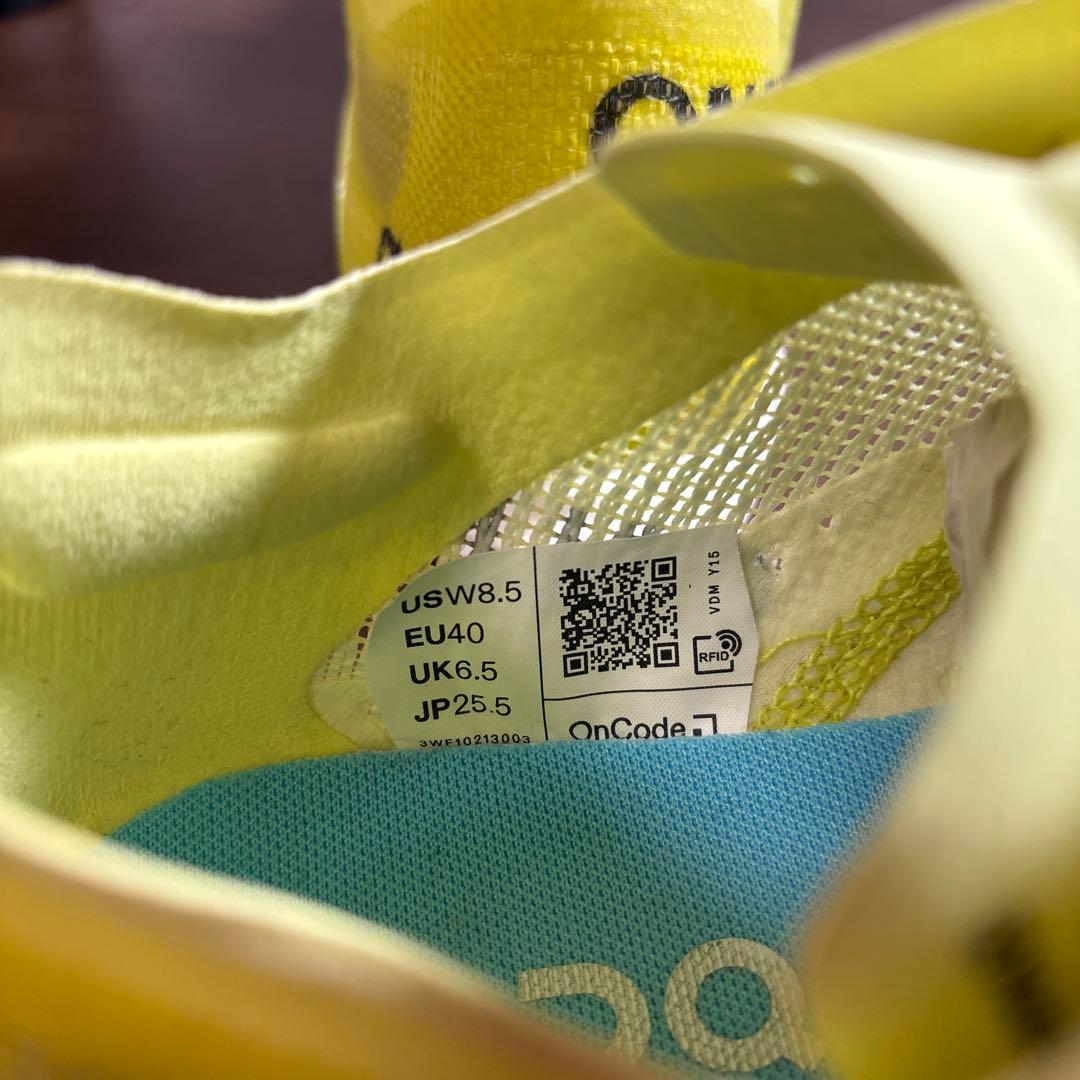 USW8.5
EU40
UK6.5
JP25.5
3WF10213003
VDM Y15
RFID
OnCode